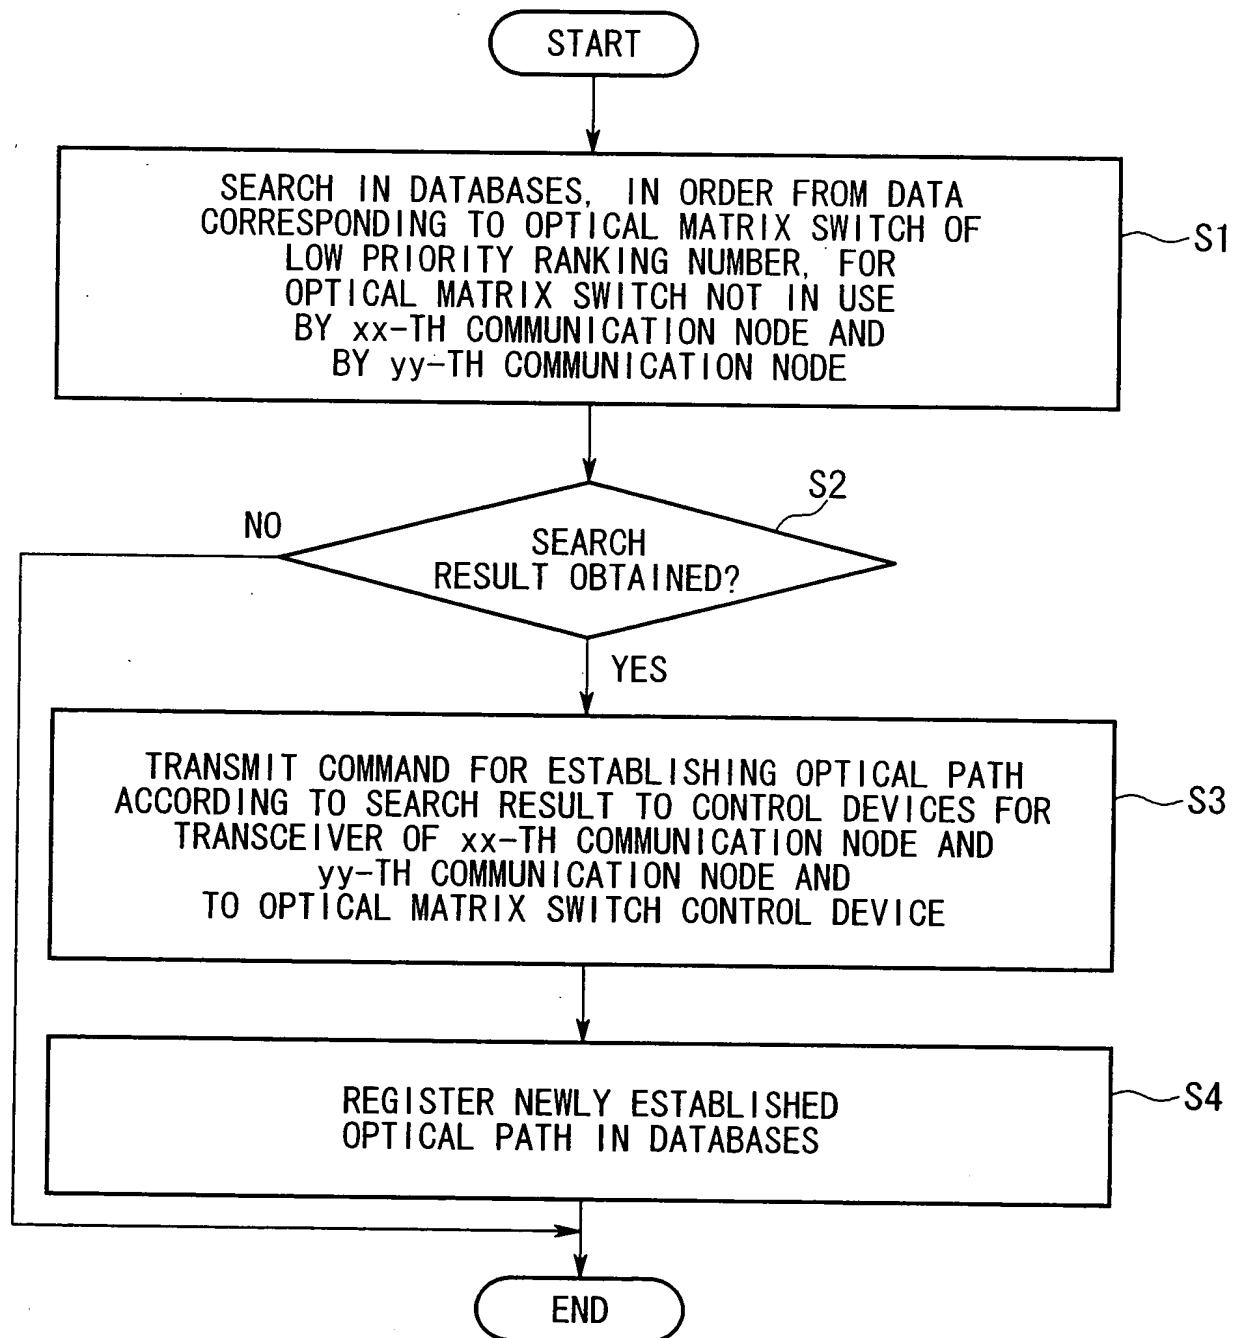 START
SEARCH IN DATABASES, IN ORDER FROM DATA
CORRESPONDING TO OPTICAL MATRIX SWITCH OF
LOW PRIORITY RANKING NUMBER, FOR
OPTICAL MATRIX SWITCH NOT IN USE
BY xx-TH COMMUNICATION NODE AND
BY yy-TH COMMUNICATION NODE
S1
S2
NO
SEARCH
RESULT OBTAINED?
YES
TRANSMIT COMMAND FOR ESTABLISHING OPTICAL PATH
ACCORDING TO SEARCH RESULT TO CONTROL DEVICES FOR
TRANSCEIVER OF xx-TH COMMUNICATION NODE AND
yy-TH COMMUNICATION NODE AND
TO OPTICAL MATRIX SWITCH CONTROL DEVICE
S3
REGISTER NEWLY ESTABLISHED
OPTICAL PATH IN DATABASES
S4
END